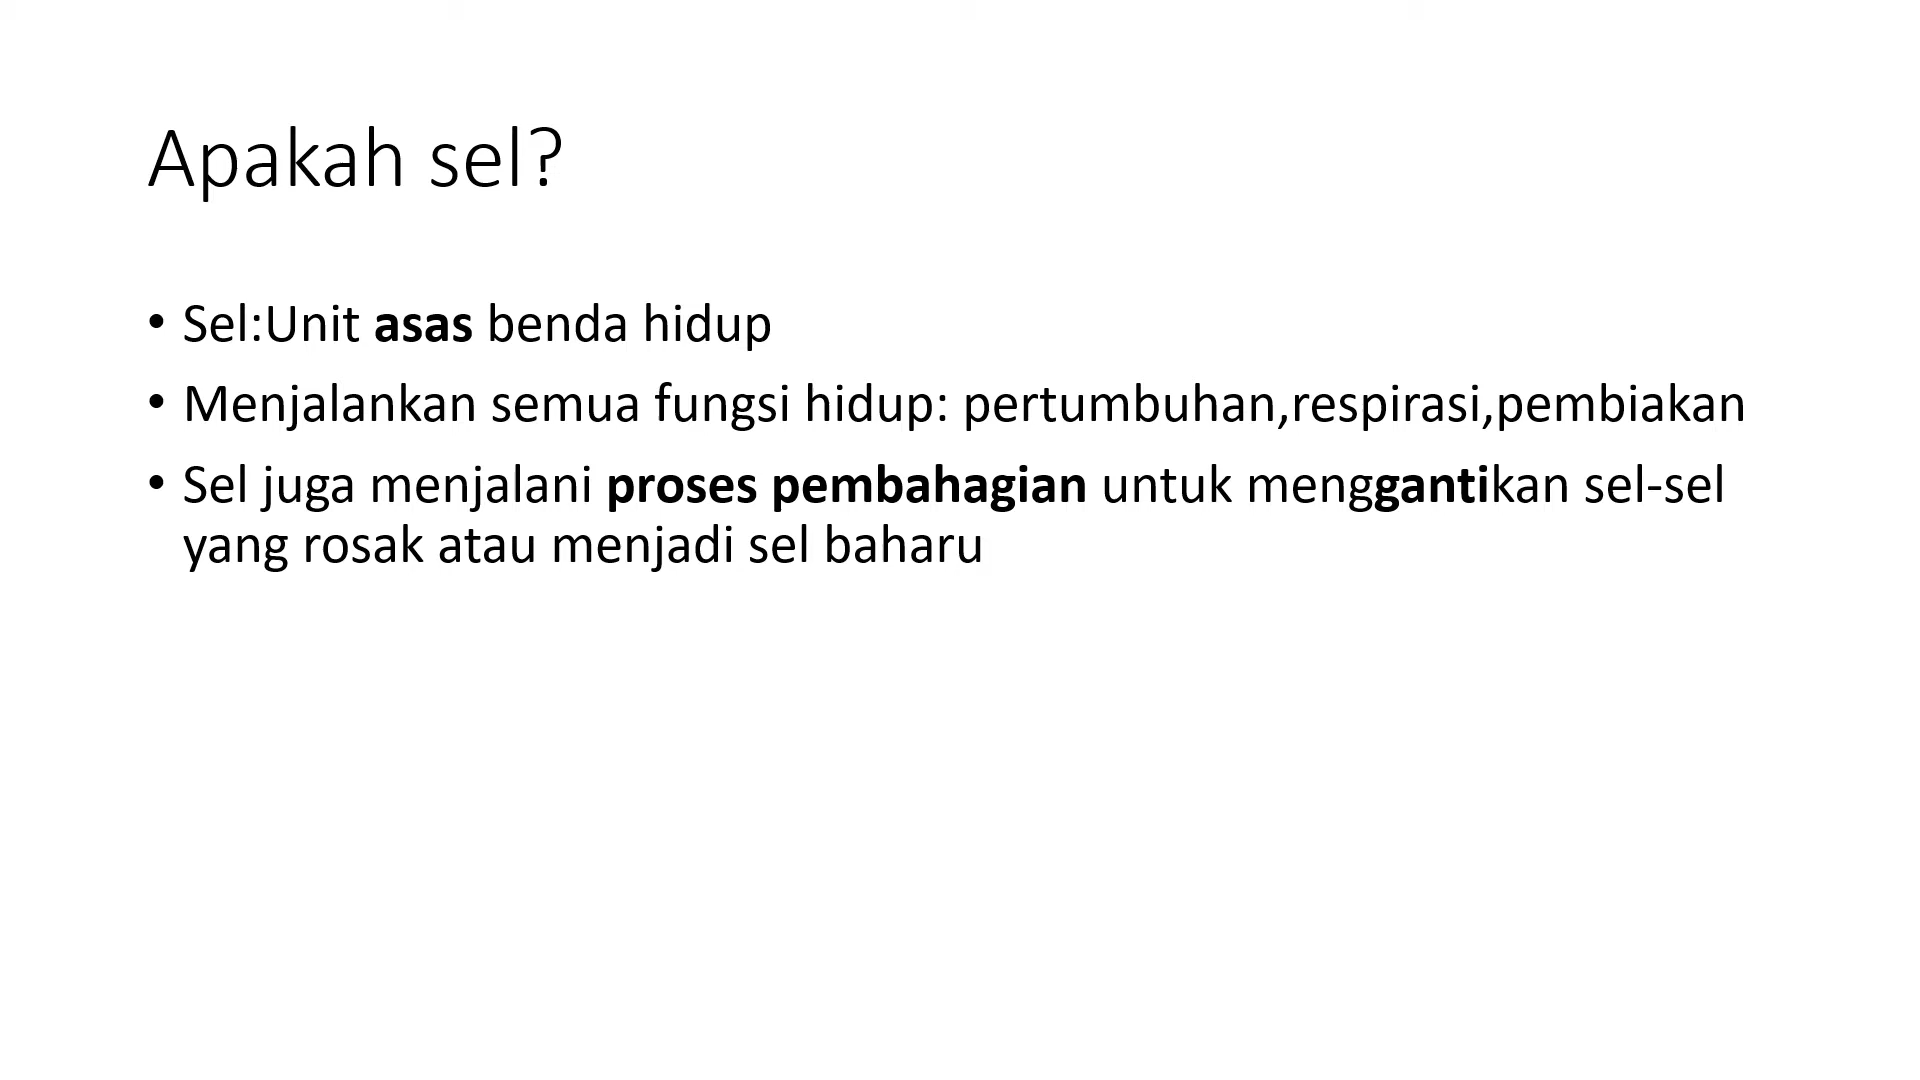 Apakah sel?
• Sel:Unit asas benda hidup
• Menjalankan semua fungsi hidup: pertumbuhan,respirasi,pembiakan
• Sel juga menjalani proses pembahagian untuk menggantikan sel-sel
yang rosak atau menjadi sel baharu